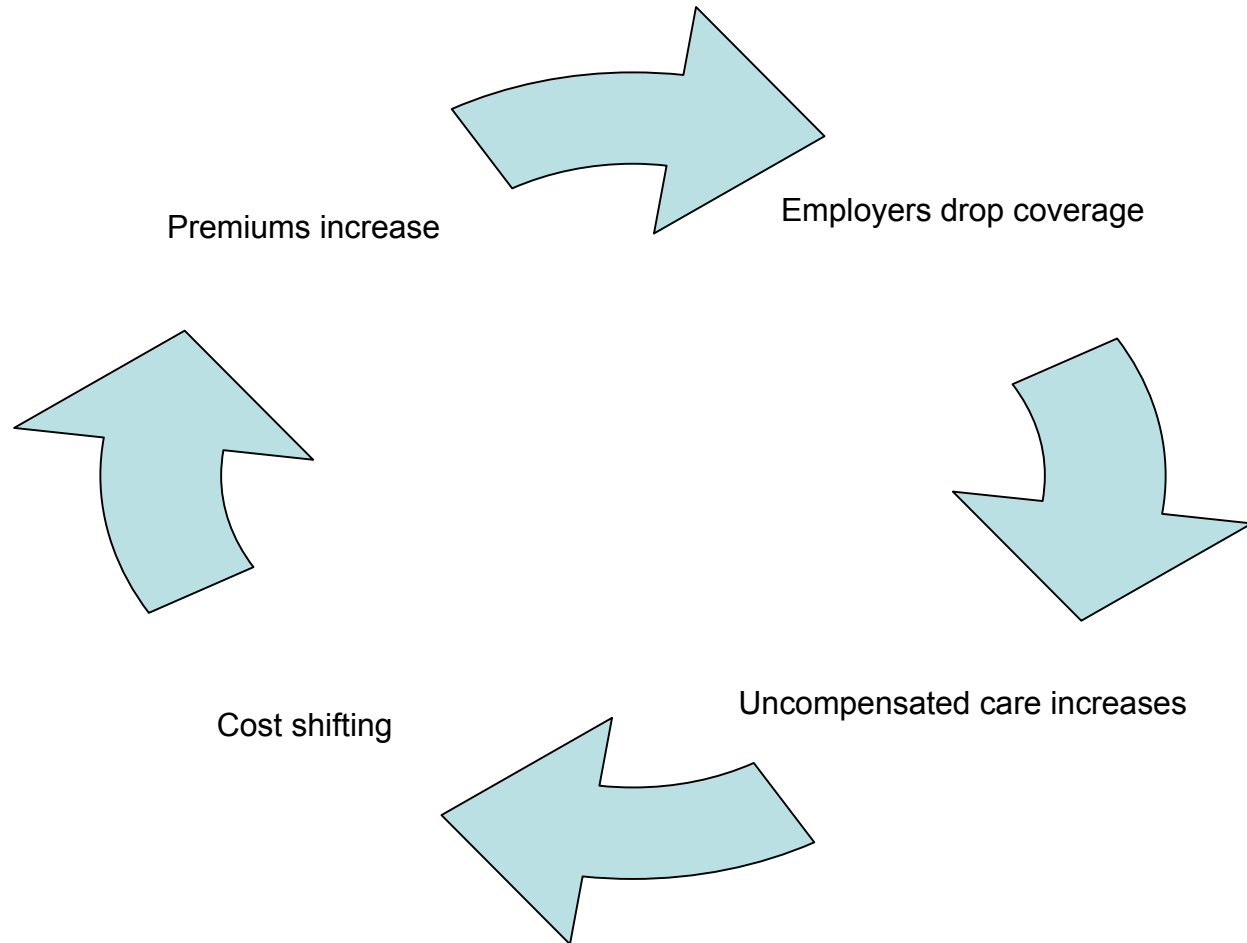 Premiums increase
Employers drop coverage
Uncompensated care increases
Cost shifting